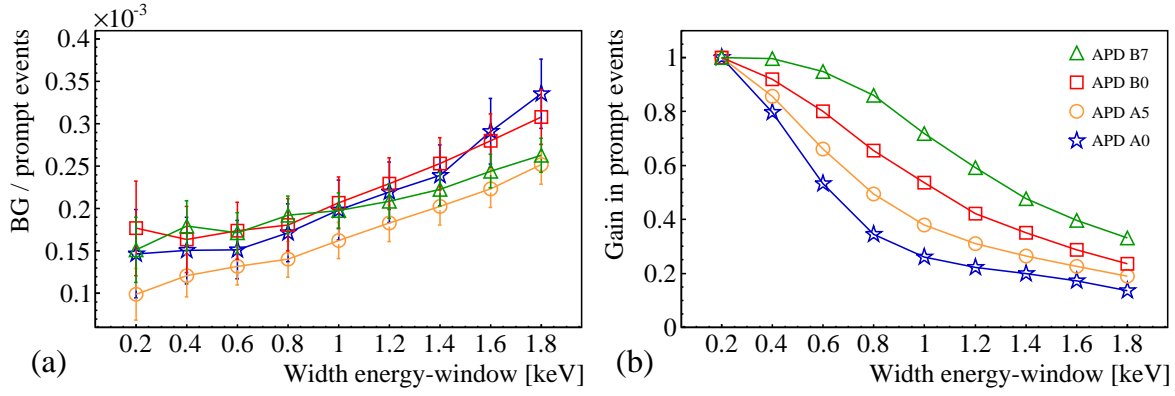 ×10⁻³
0.4
0.35
0.3
0.25
0.2
0.15
0.1
BG / prompt events
0.2 0.4 0.6 0.8 1 1.2 1.4 1.6 1.8
(a)
Width energy-window [keV]
1
0.8
0.6
0.4
0.2
0
Gain in prompt events
APD B7
APD B0
APD A5
APD A0
0.2 0.4 0.6 0.8 1 1.2 1.4 1.6 1.8
(b)
Width energy-window [keV]